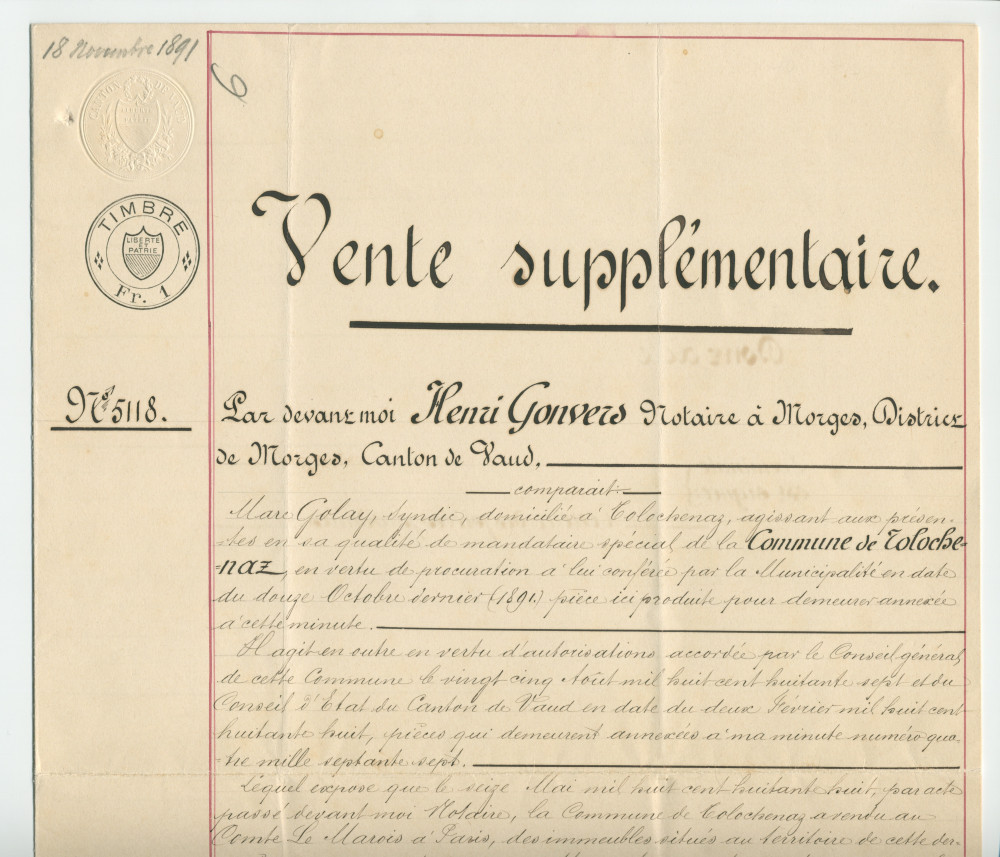 18 Novembre 1891
6
CANTON DE VAUD
LIBERTÉ ET PATRIE
TIMBRE
LIBERTÉ
ET
PATRIE
Fr. 1
Vente supplémentaire.
No 5118.
Par devant moi Henri Gonvers Notaire à Morges, District
de Morges, Canton de Vaud,
comparait:
Marc Golay, syndic, domicilié à Tolochenaz, agissant aux présen-
-tes en sa qualité de mandataire spécial de la Commune de Toloche-
-naz, en vertu de procuration à lui conférée par la Municipalité en date
du douze Octobre dernier (1891.) pièce ici produite pour demeurer annexée
à cette minute.
Il agit en outre en vertu d'autorisations accordée par le Conseil général
de cette Commune le vingt cinq Août mil huit cent huitante sept et du
Conseil d'Etat du Canton de Vaud en date du deux Février mil huit cent
huitante huit, pièces qui demeurent annexées à ma minute numéro qua-
-tre mille septante sept.
Lequel expose que le seize Mai mil huit cent huitante huit, par acte
passé devant moi Notaire, la Commune de Tolochenaz a vendu au
Comte Le Marois à Paris, des immeubles situés au territoire de cette der-